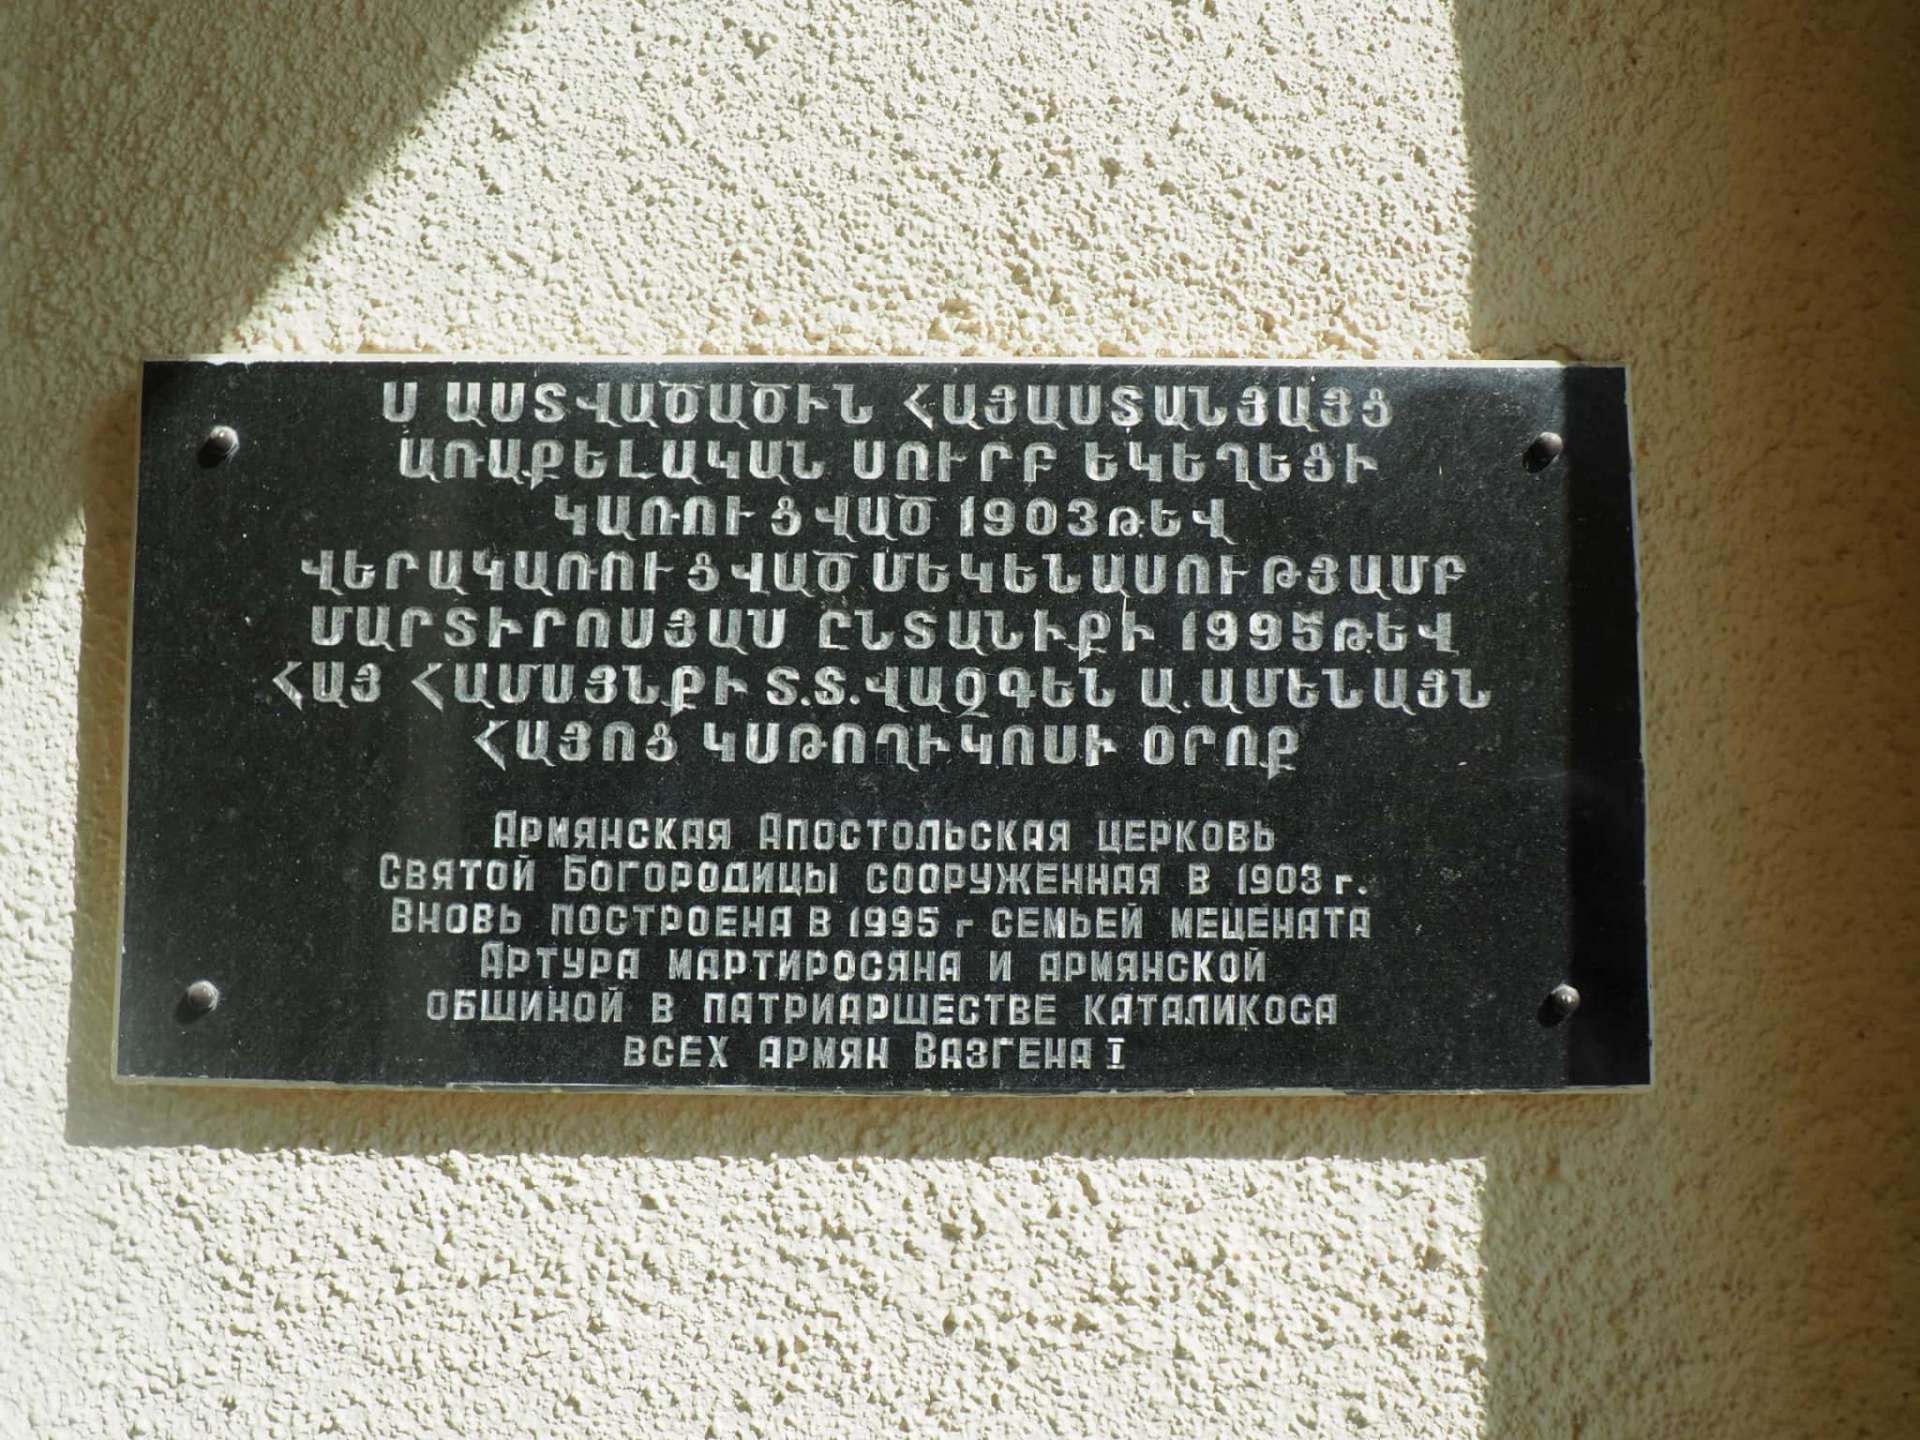 Ս ԱՍՏՎԱԾԱԾԻՆ ՀԱՅԱՍՏԱՆՅԱՅՑ
ԱՌԱՔԵԼԱԿԱՆ ՍՈՒՐԲ ԵԿԵՂԵՑԻ
ԿԱՌՈՒՑՎԱԾ 1903ԹԵՎ
ՎԵՐԱԿԱՌՈՒՑՎԱԾ ՄԵԿԵՆԱՍՈՒԹՅԱՄԲ
ՄԱՐՏԻՐՈՍՅԱՆ ԸՆՏԱՆԻՔԻ 1995ԹԵՎ
ՀԱՅ ՀԱՄԱՅՆՔԻ Տ.Տ.ՎԱԶԳԵՆ Ա.ԱՄԵՆԱՅՆ
ՀԱՅՈՑ ԿԱԹՈՂԻԿՈՍԻ ՕՐՈՔ
Армянская Апостольская церковь
Святой Богородицы сооруженная в 1903 г.
Вновь построена в 1995 г семьей мецената
Артура мартиросяна и армянской
общиной в патриаршестве каталикоса
всех армян Вазгена I